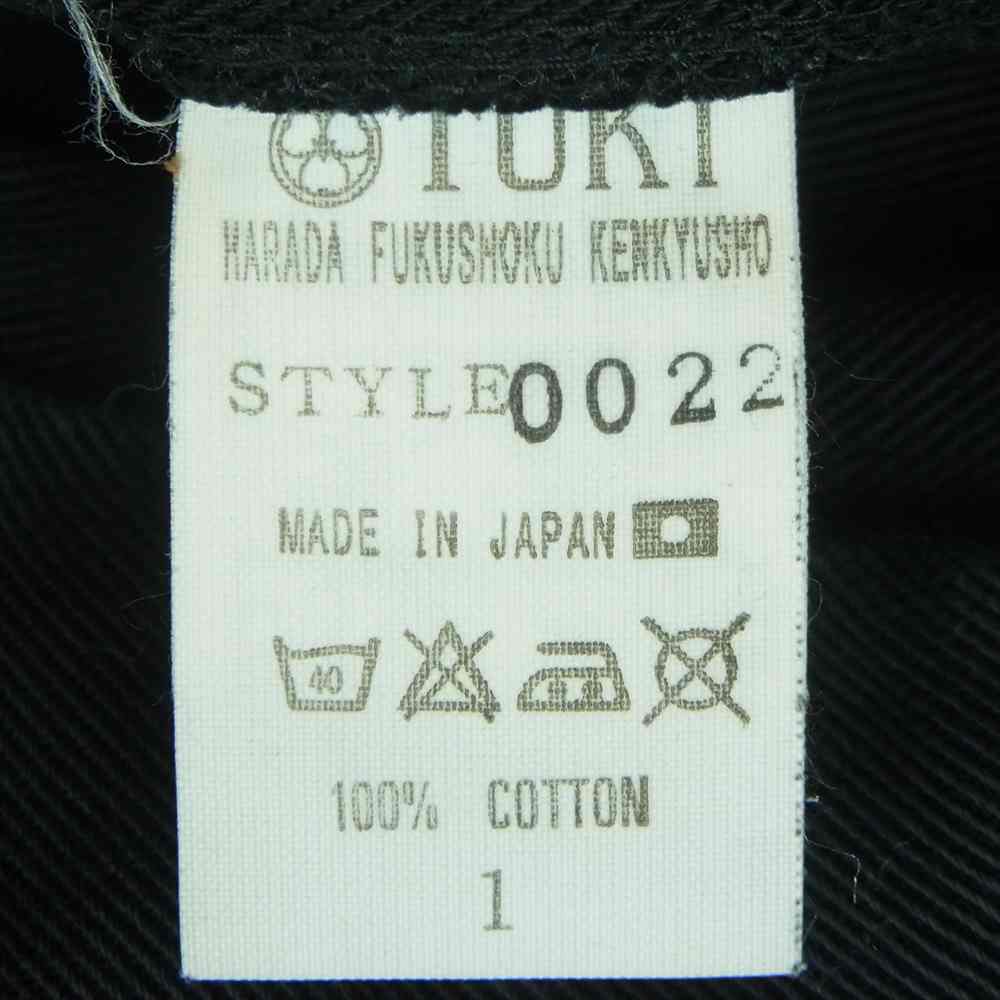 TUKI
HARADA FUKUSHOKU KENKYUSHO
STYLE 0022
MADE IN JAPAN
40
100% COTTON
1